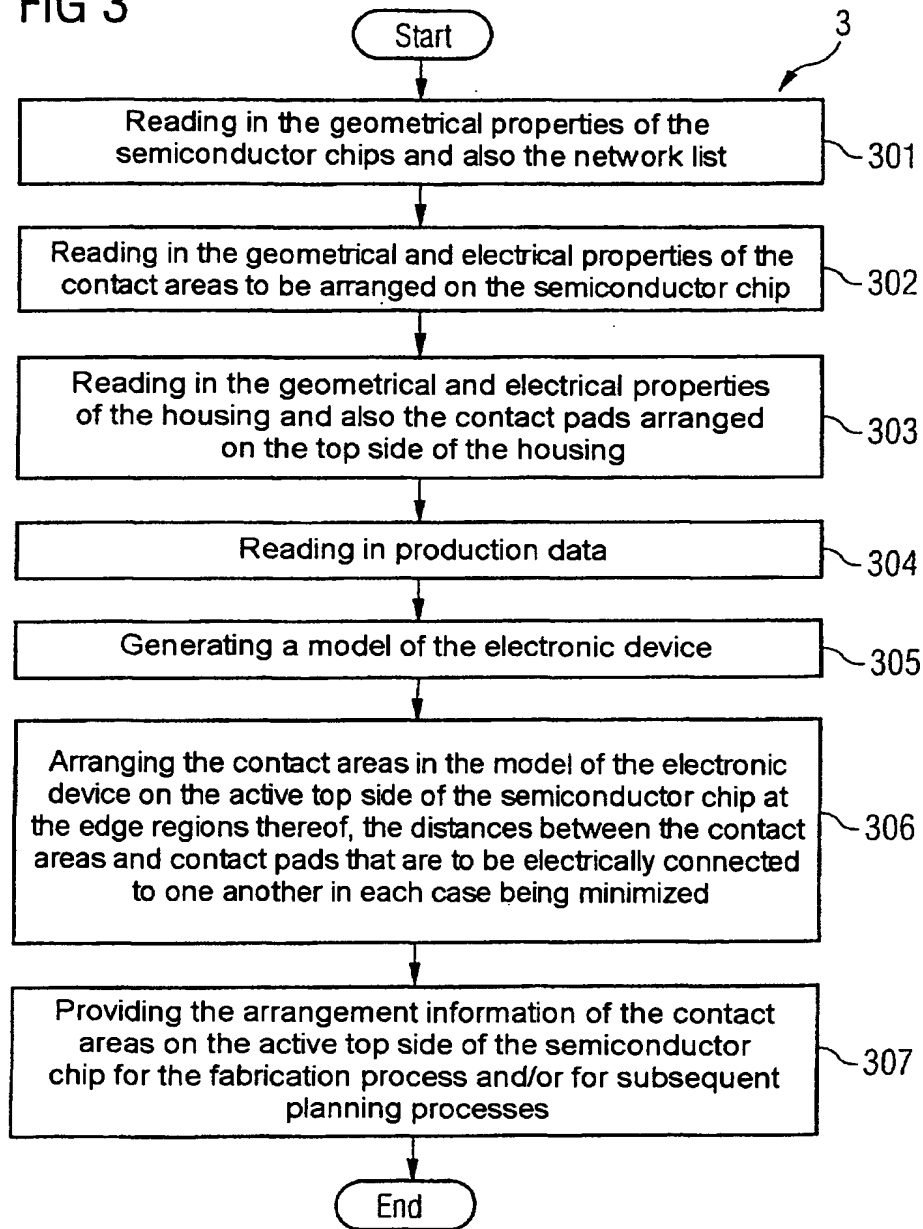 FIG 3
Start
3
Reading in the geometrical properties of the
semiconductor chips and also the network list
301
Reading in the geometrical and electrical properties of the
contact areas to be arranged on the semiconductor chip
302
Reading in the geometrical and electrical properties
of the housing and also the contact pads arranged
on the top side of the housing
303
Reading in production data
304
Generating a model of the electronic device
305
Arranging the contact areas in the model of the electronic
device on the active top side of the semiconductor chip at
the edge regions thereof, the distances between the contact
areas and contact pads that are to be electrically connected
to one another in each case being minimized
306
Providing the arrangement information of the contact
areas on the active top side of the semiconductor
chip for the fabrication process and/or for subsequent
planning processes
307
End